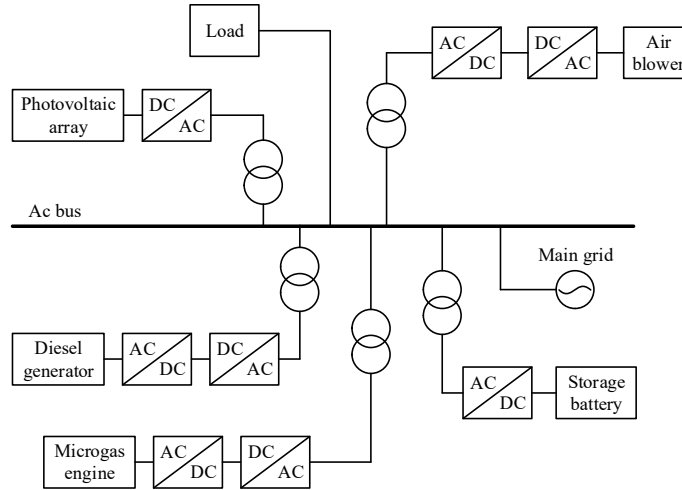 Load
AC
DC
DC
AC
Air
blower
Photovoltaic
array
DC
AC
Ac bus
Main grid
Diesel
generator
AC
DC
DC
AC
AC
DC
Storage
battery
Microgas
engine
AC
DC
DC
AC